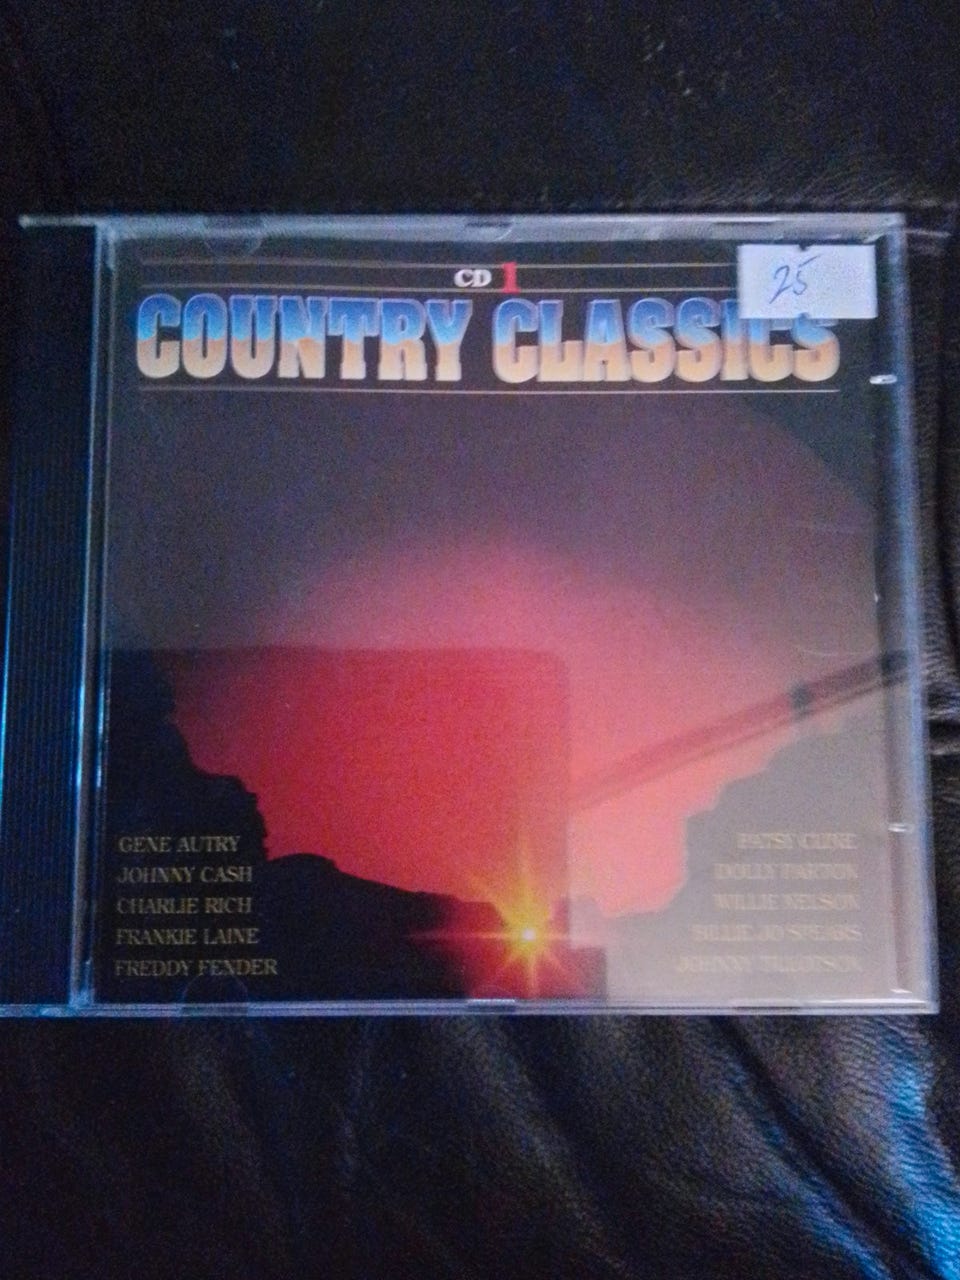 CD 1
25
COUNTRY CLASSICS
GENE AUTRY
JOHNNY CASH
CHARLIE RICH
FRANKIE LAINE
FREDDY FENDER
PATSY CLINE
DOLLY PARTON
WILLIE NELSON
BILLIE JO SPEARS
JOHNNY TILLOTSON